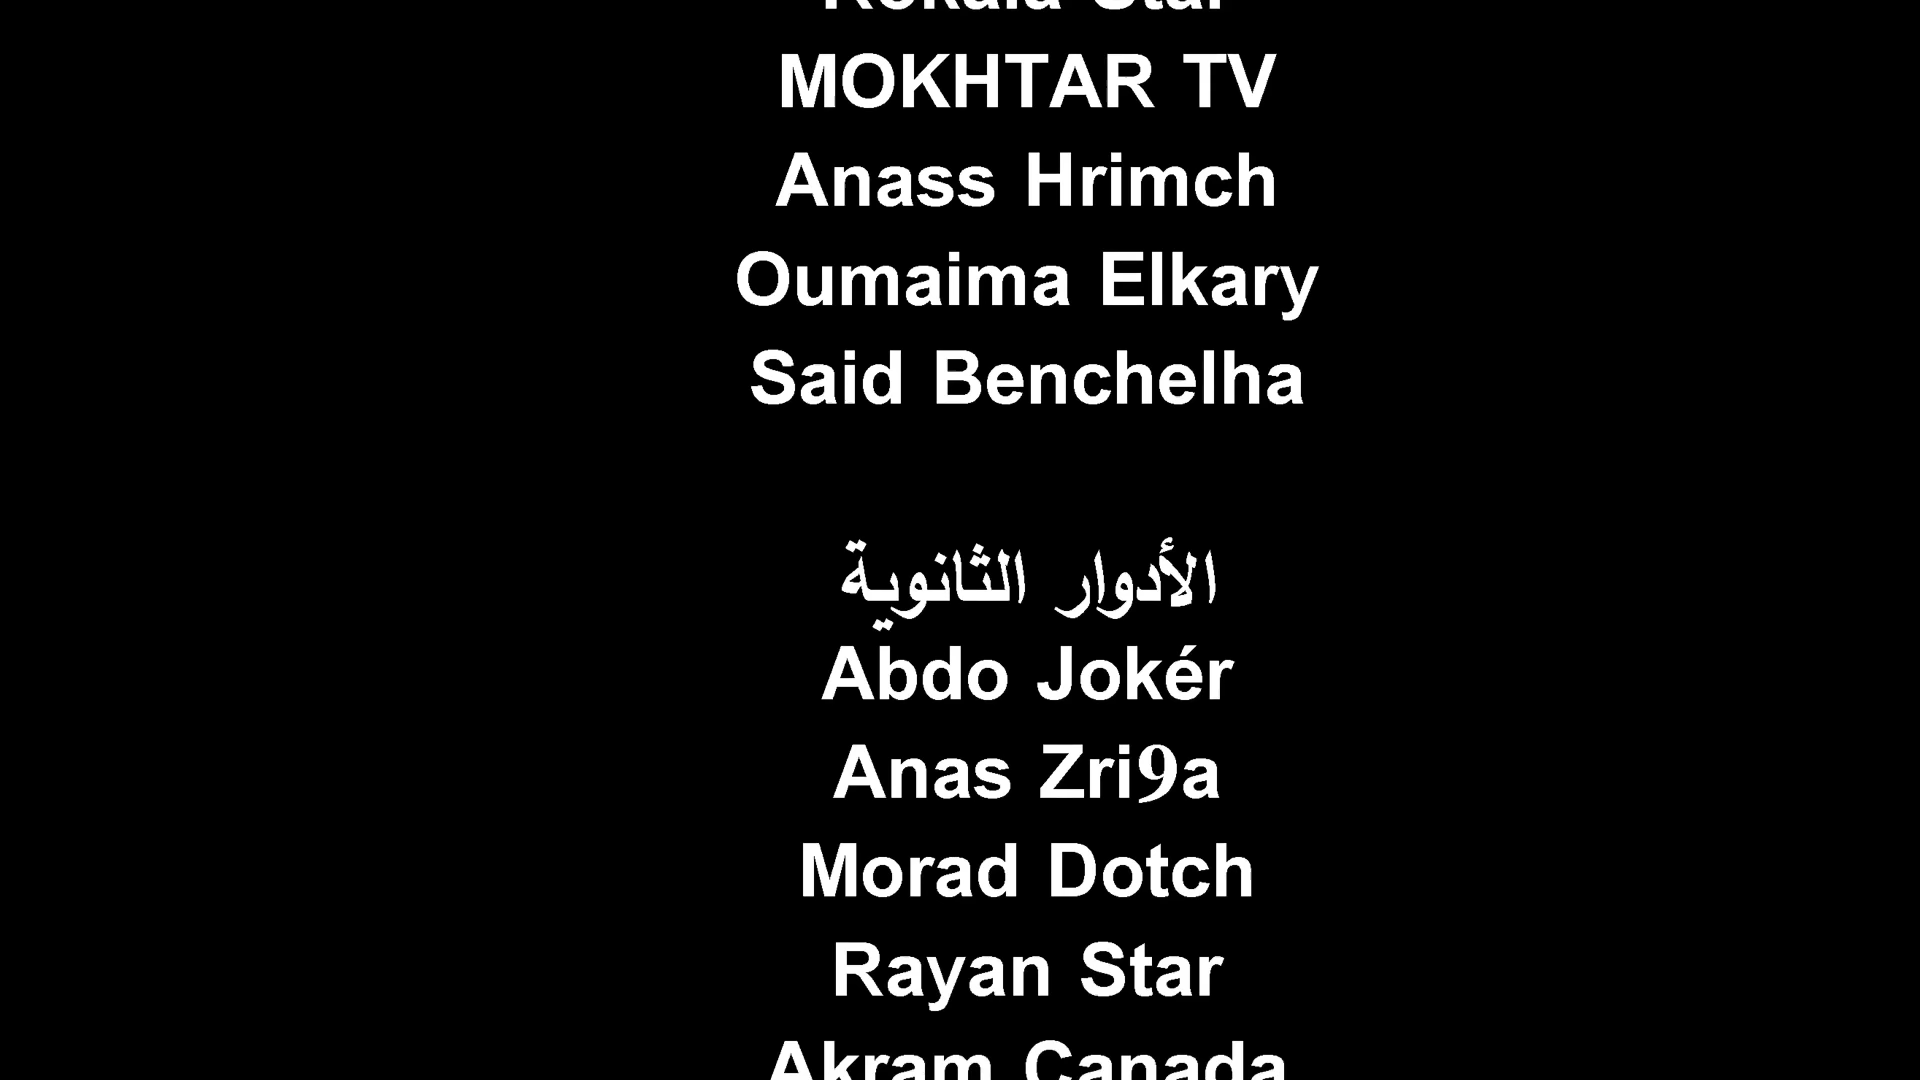 Star
MOKHTAR TV
Anass Hrimch
Oumaima Elkary
Said Benchelha
الأدوار الثانوية
Abdo Jokér
Anas Zri9a
Morad Dotch
Rayan Star
Akram Canada